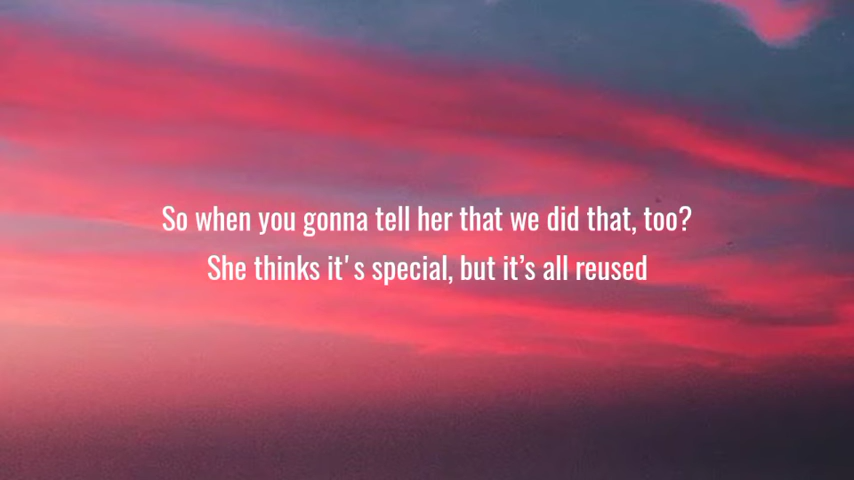 So when you gonna tell her that we did that, too?
She thinks it's special, but it’s all reused